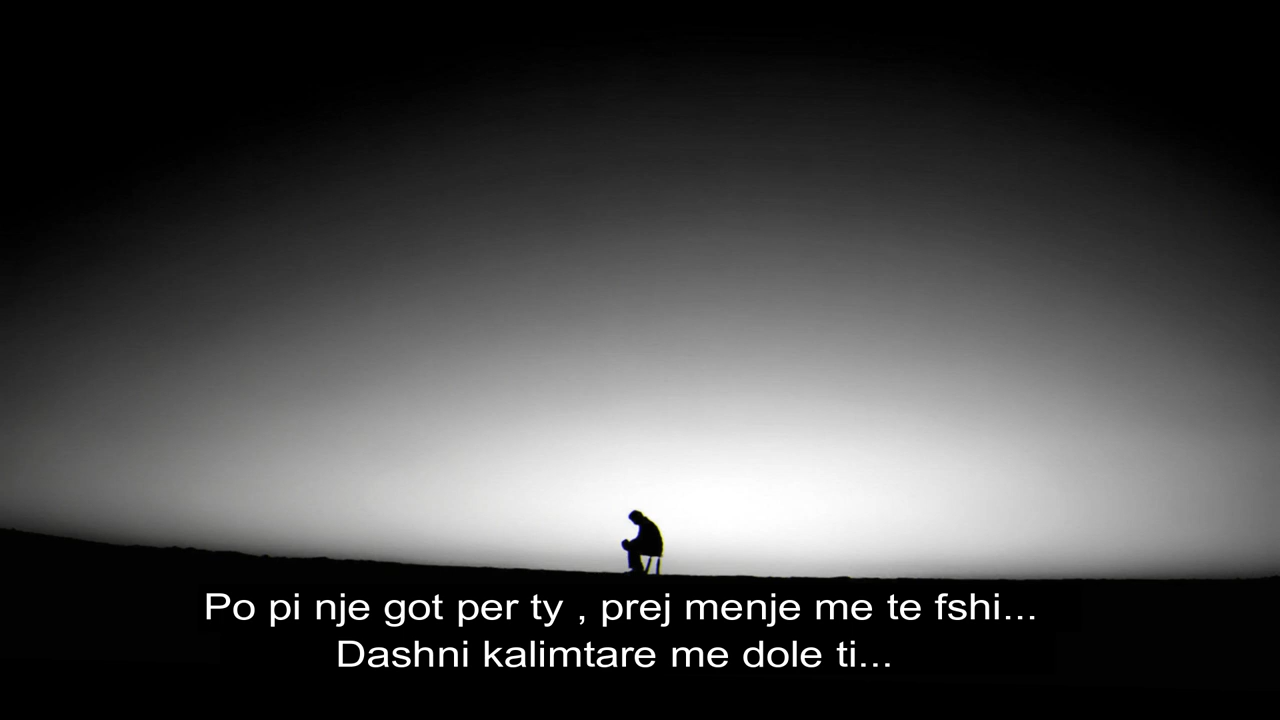 Po pi nje got per ty , prej menje me te fshi...
Dashni kalimtare me dole ti...